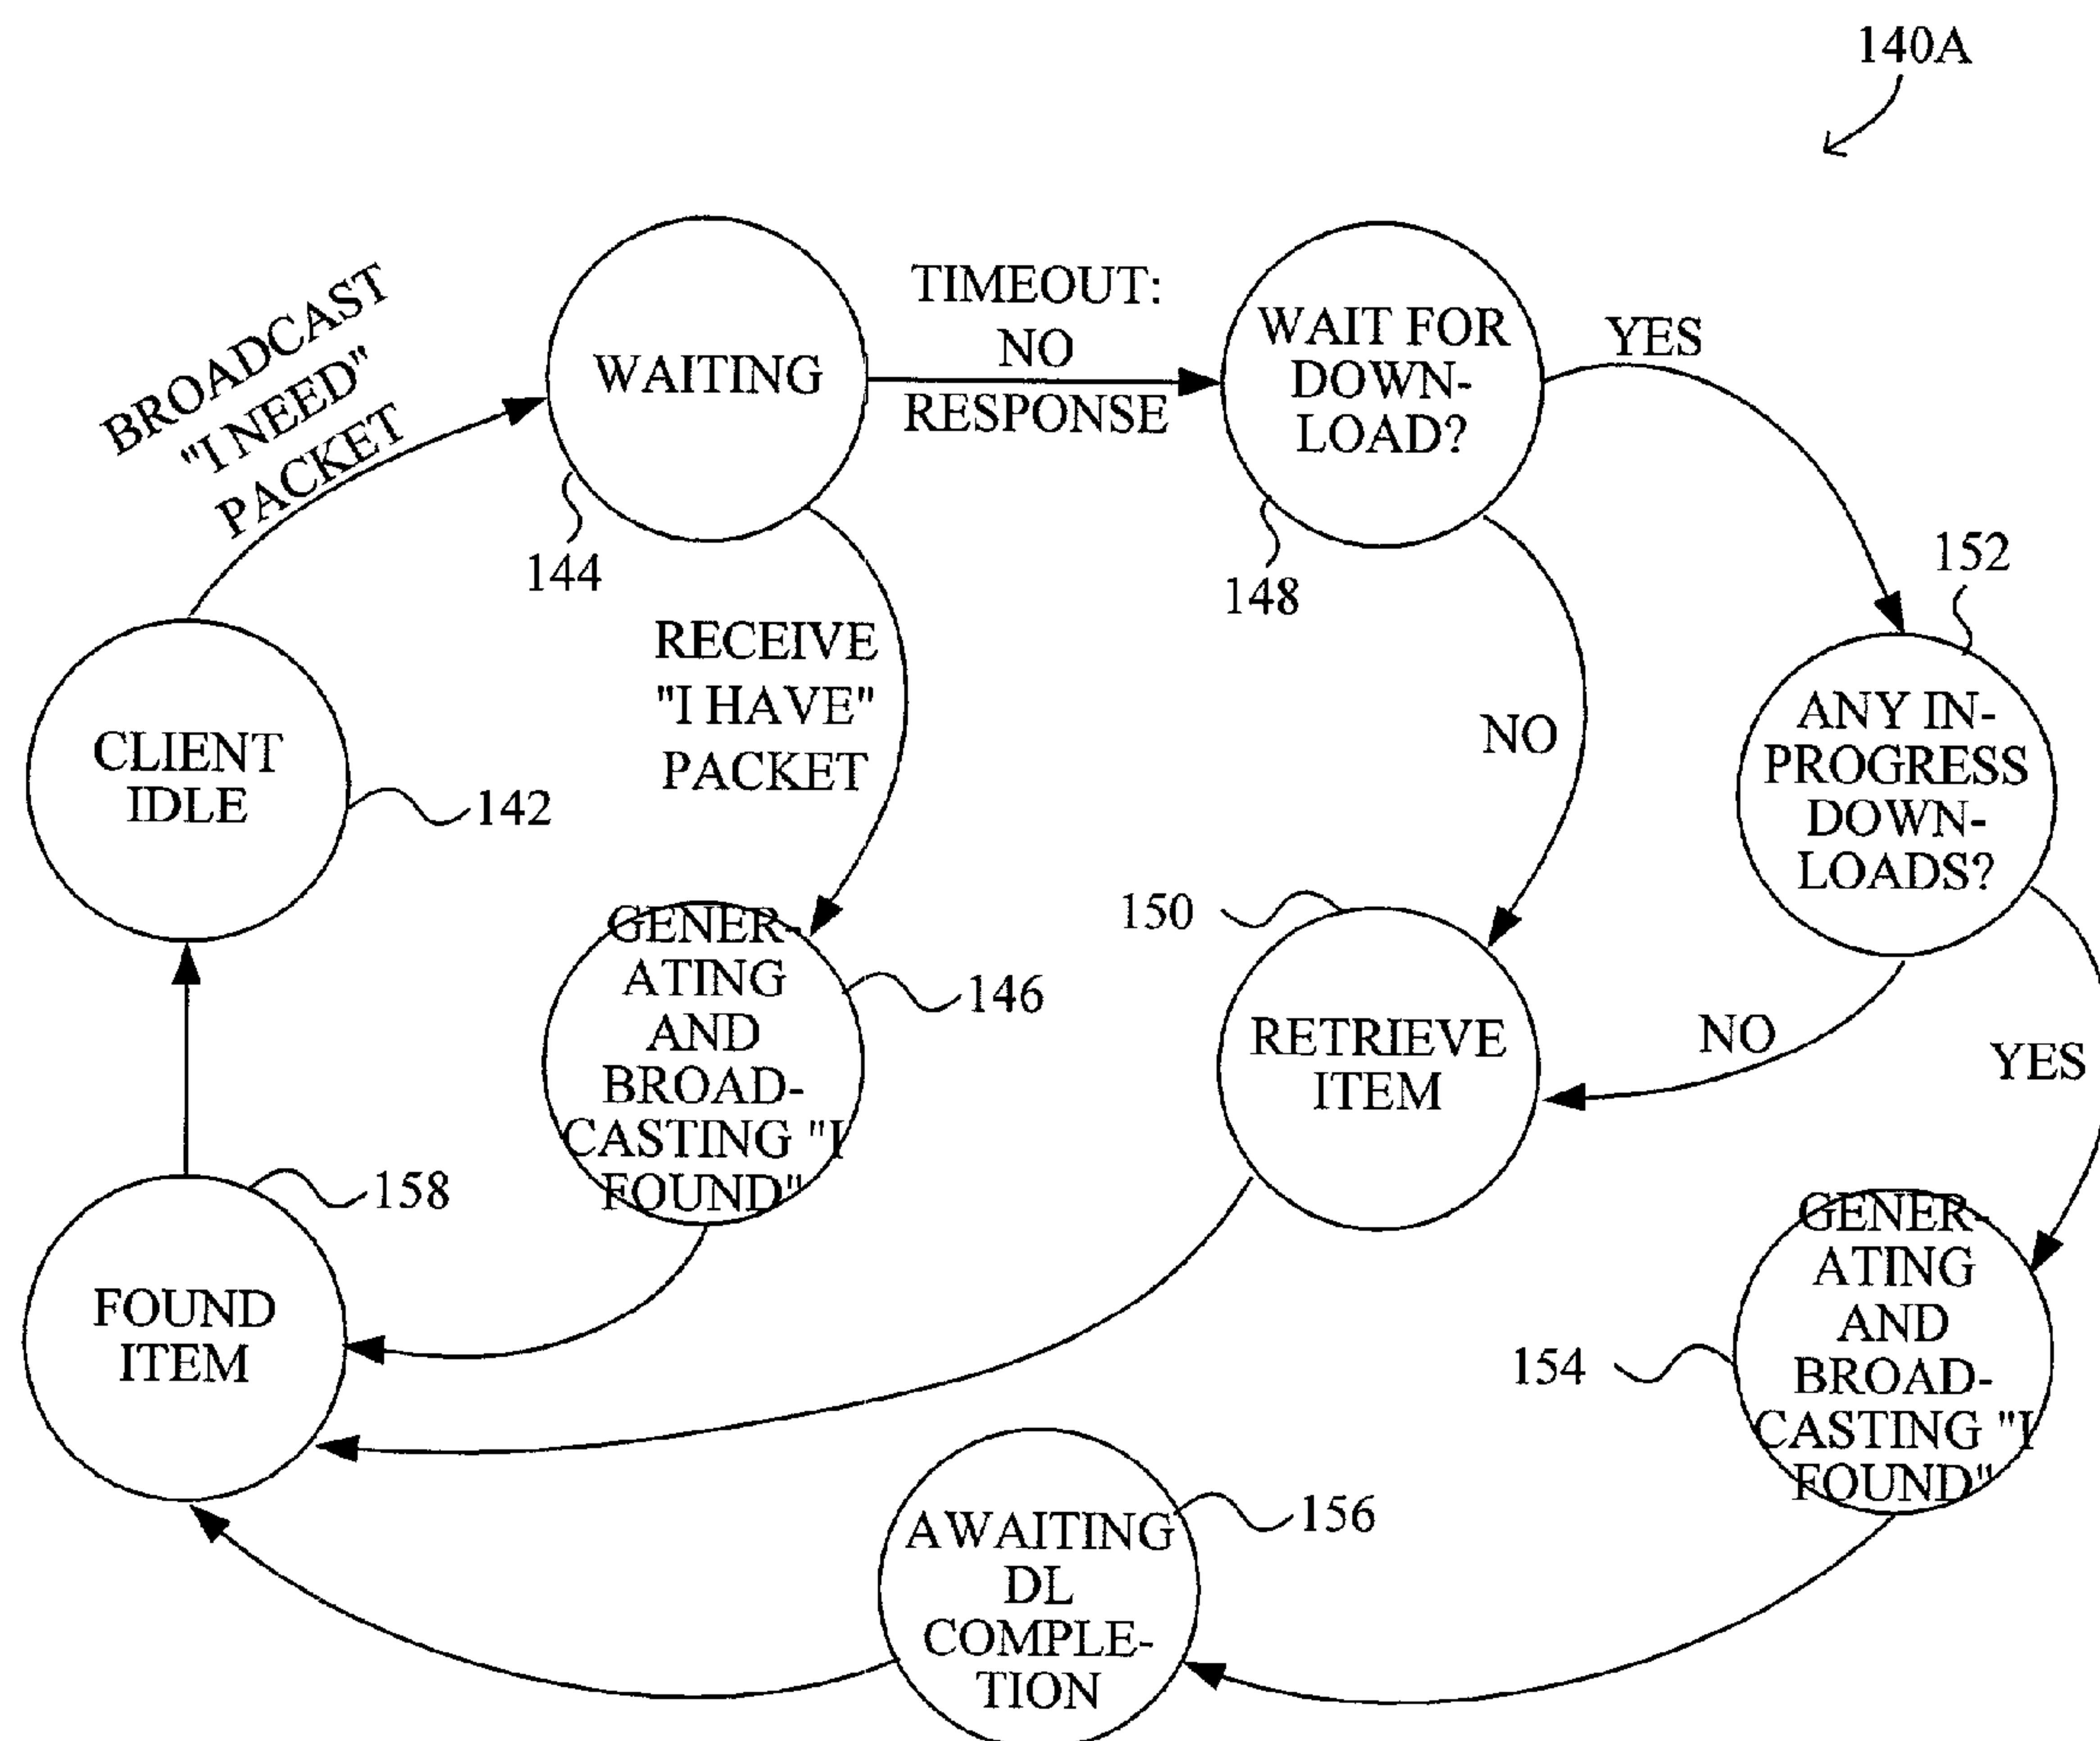 140A
BROADCAST
"I NEED"
PACKET
WAITING
144
TIMEOUT:
NO
RESPONSE
WAIT FOR
DOWN-
LOAD?
148
YES
152
ANY IN-
PROGRESS
DOWN-
LOADS?
CLIENT
IDLE
142
RECEIVE
"I HAVE"
PACKET
NO
150
RETRIEVE
ITEM
NO
YES
GENER-
ATING
AND
BROAD-
CASTING "I
FOUND"
146
158
FOUND
ITEM
GENER-
ATING
AND
BROAD-
CASTING "I
FOUND"
154
AWAITING
DL
COMPLE-
TION
156